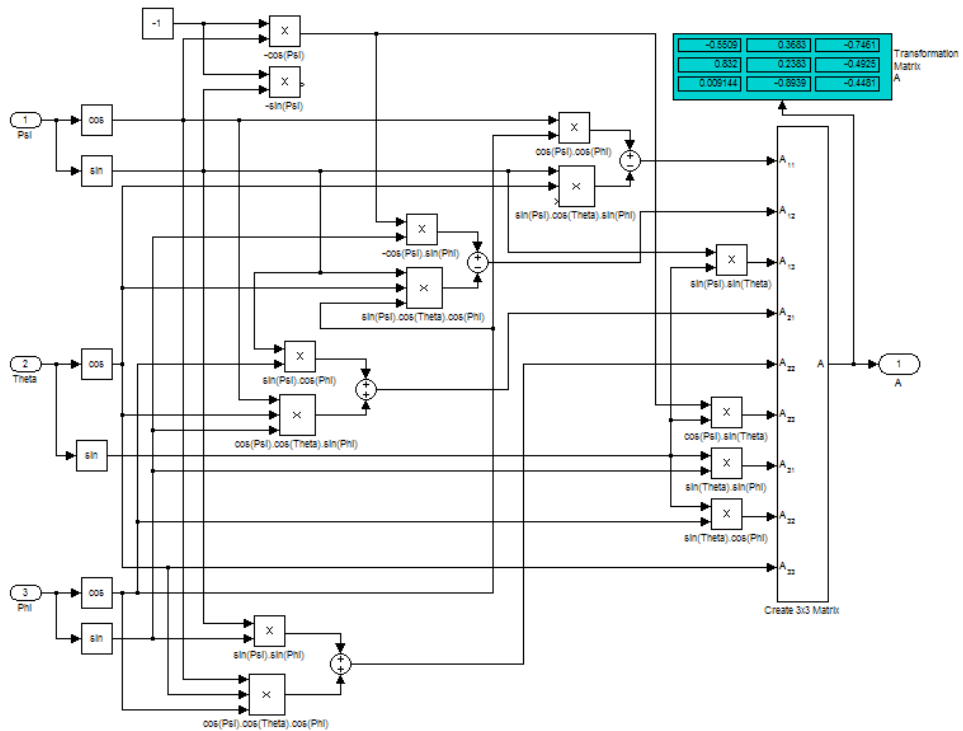 -1
-cos(Psi)
-sin(Psi)
-0.5509 0.3683 -0.7461
0.832 0.2383 -0.4925
0.009144 -0.8939 -0.4481
Transformation
Matrix
A
1
Psi
cos
sin
cos(Psi).cos(Phi)
sin(Psi).cos(Theta).sin(Phi)
A11
A12
-cos(Psi).sin(Phi)
sin(Psi).cos(Theta).cos(Phi)
sin(Psi).sin(Theta)
A13
A21
2
Theta
cos
sin
sin(Psi).cos(Phi)
cos(Psi).cos(Theta).sin(Phi)
A22
A
1
A
cos(Psi).sin(Theta)
A23
sin(Theta).sin(Phi)
A31
sin(Theta).cos(Phi)
A32
A33
Create 3x3 Matrix
3
Phi
cos
sin
sin(Psi).sin(Phi)
cos(Psi).cos(Theta).cos(Phi)